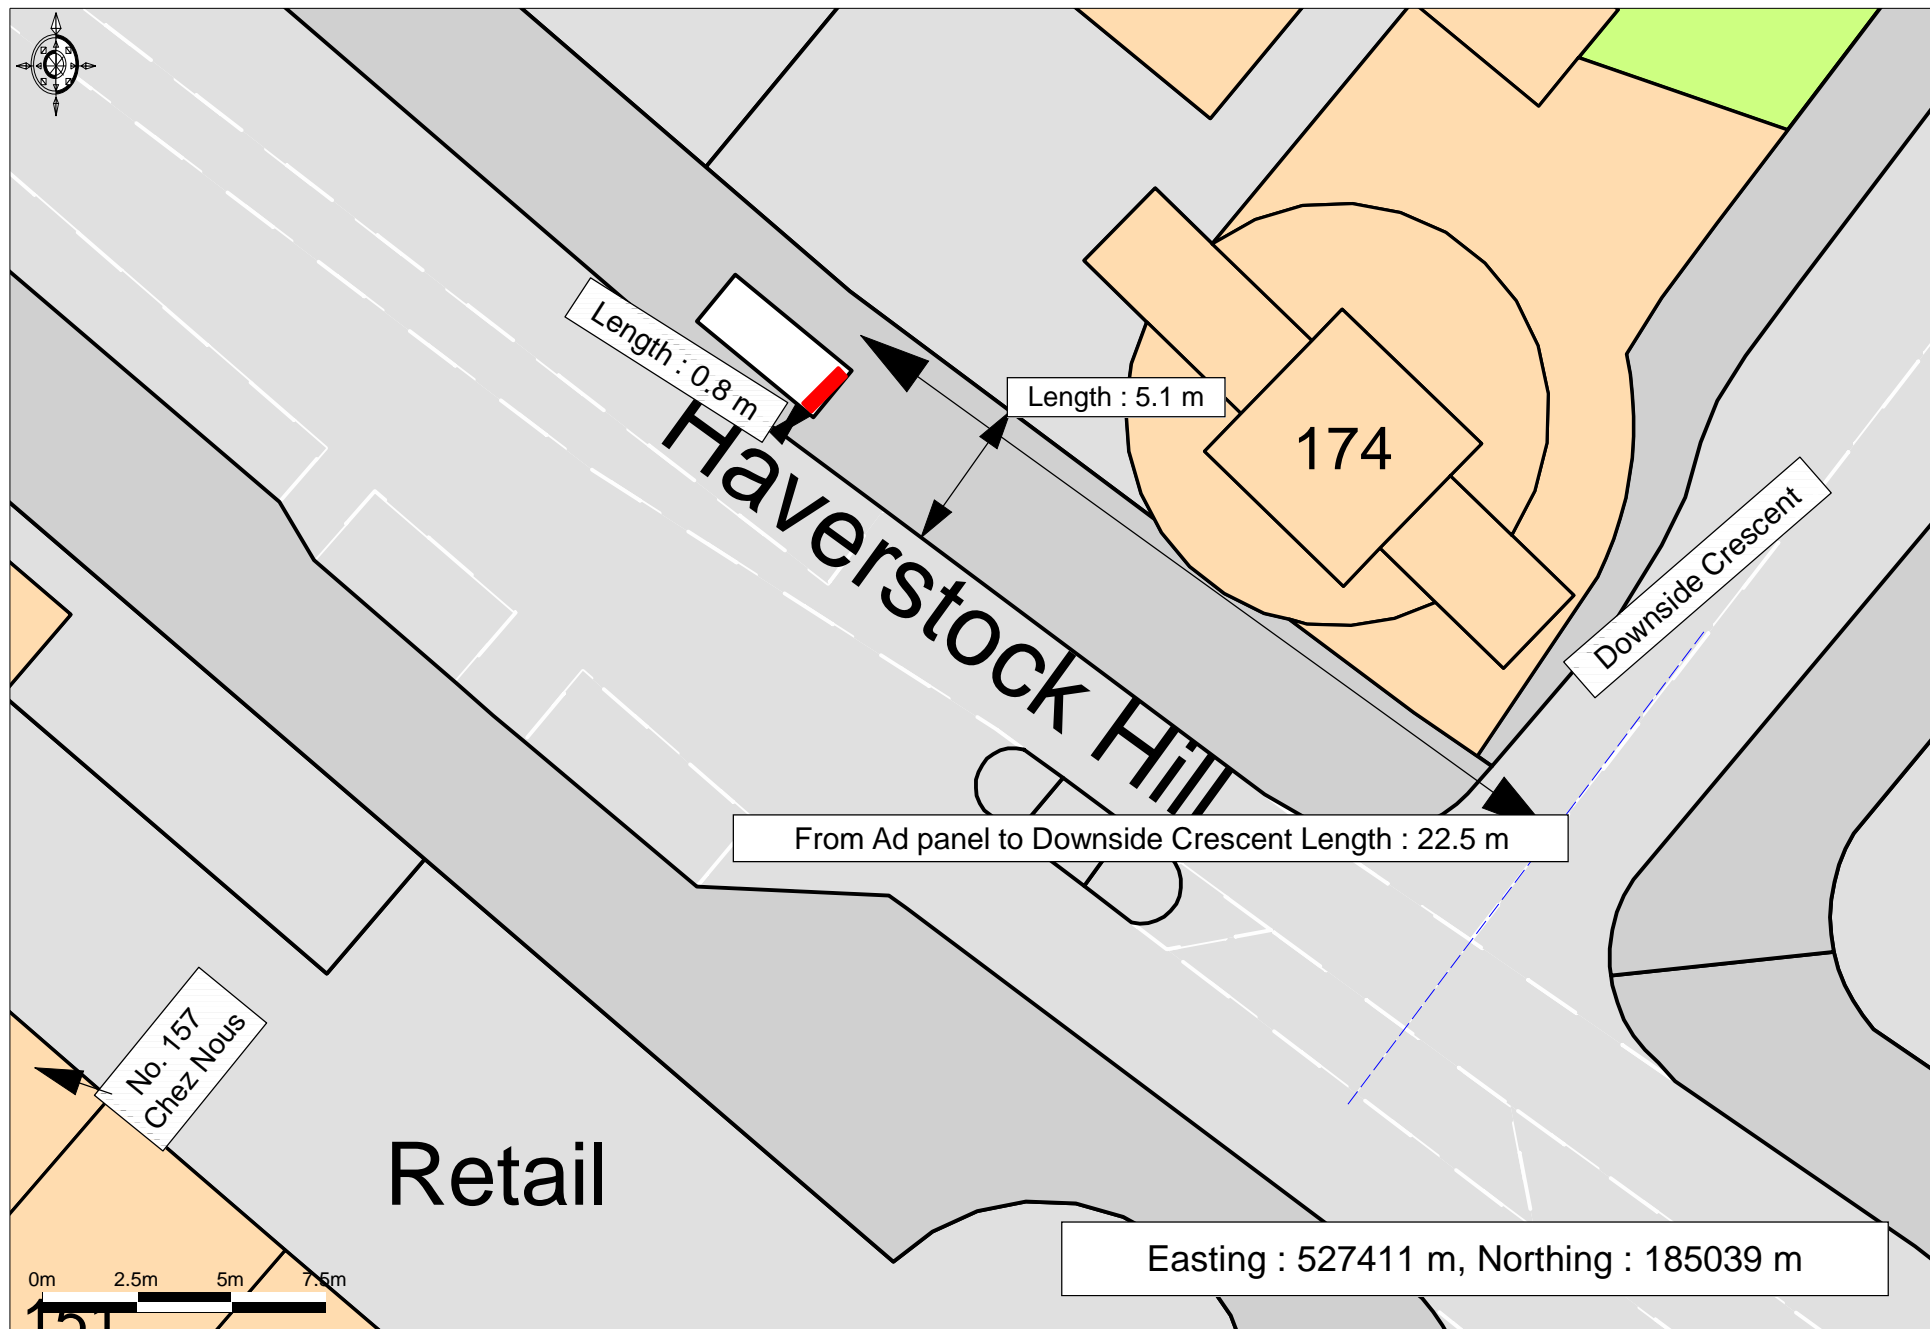 Length : 0.8 m
Length : 5.1 m
174
Haverstock Hill
Downside Crescent
From Ad panel to Downside Crescent Length : 22.5 m
No. 157
Chez Nous
Retail
Easting : 527411 m, Northing : 185039 m
0m 2.5m 5m 7.5m
151